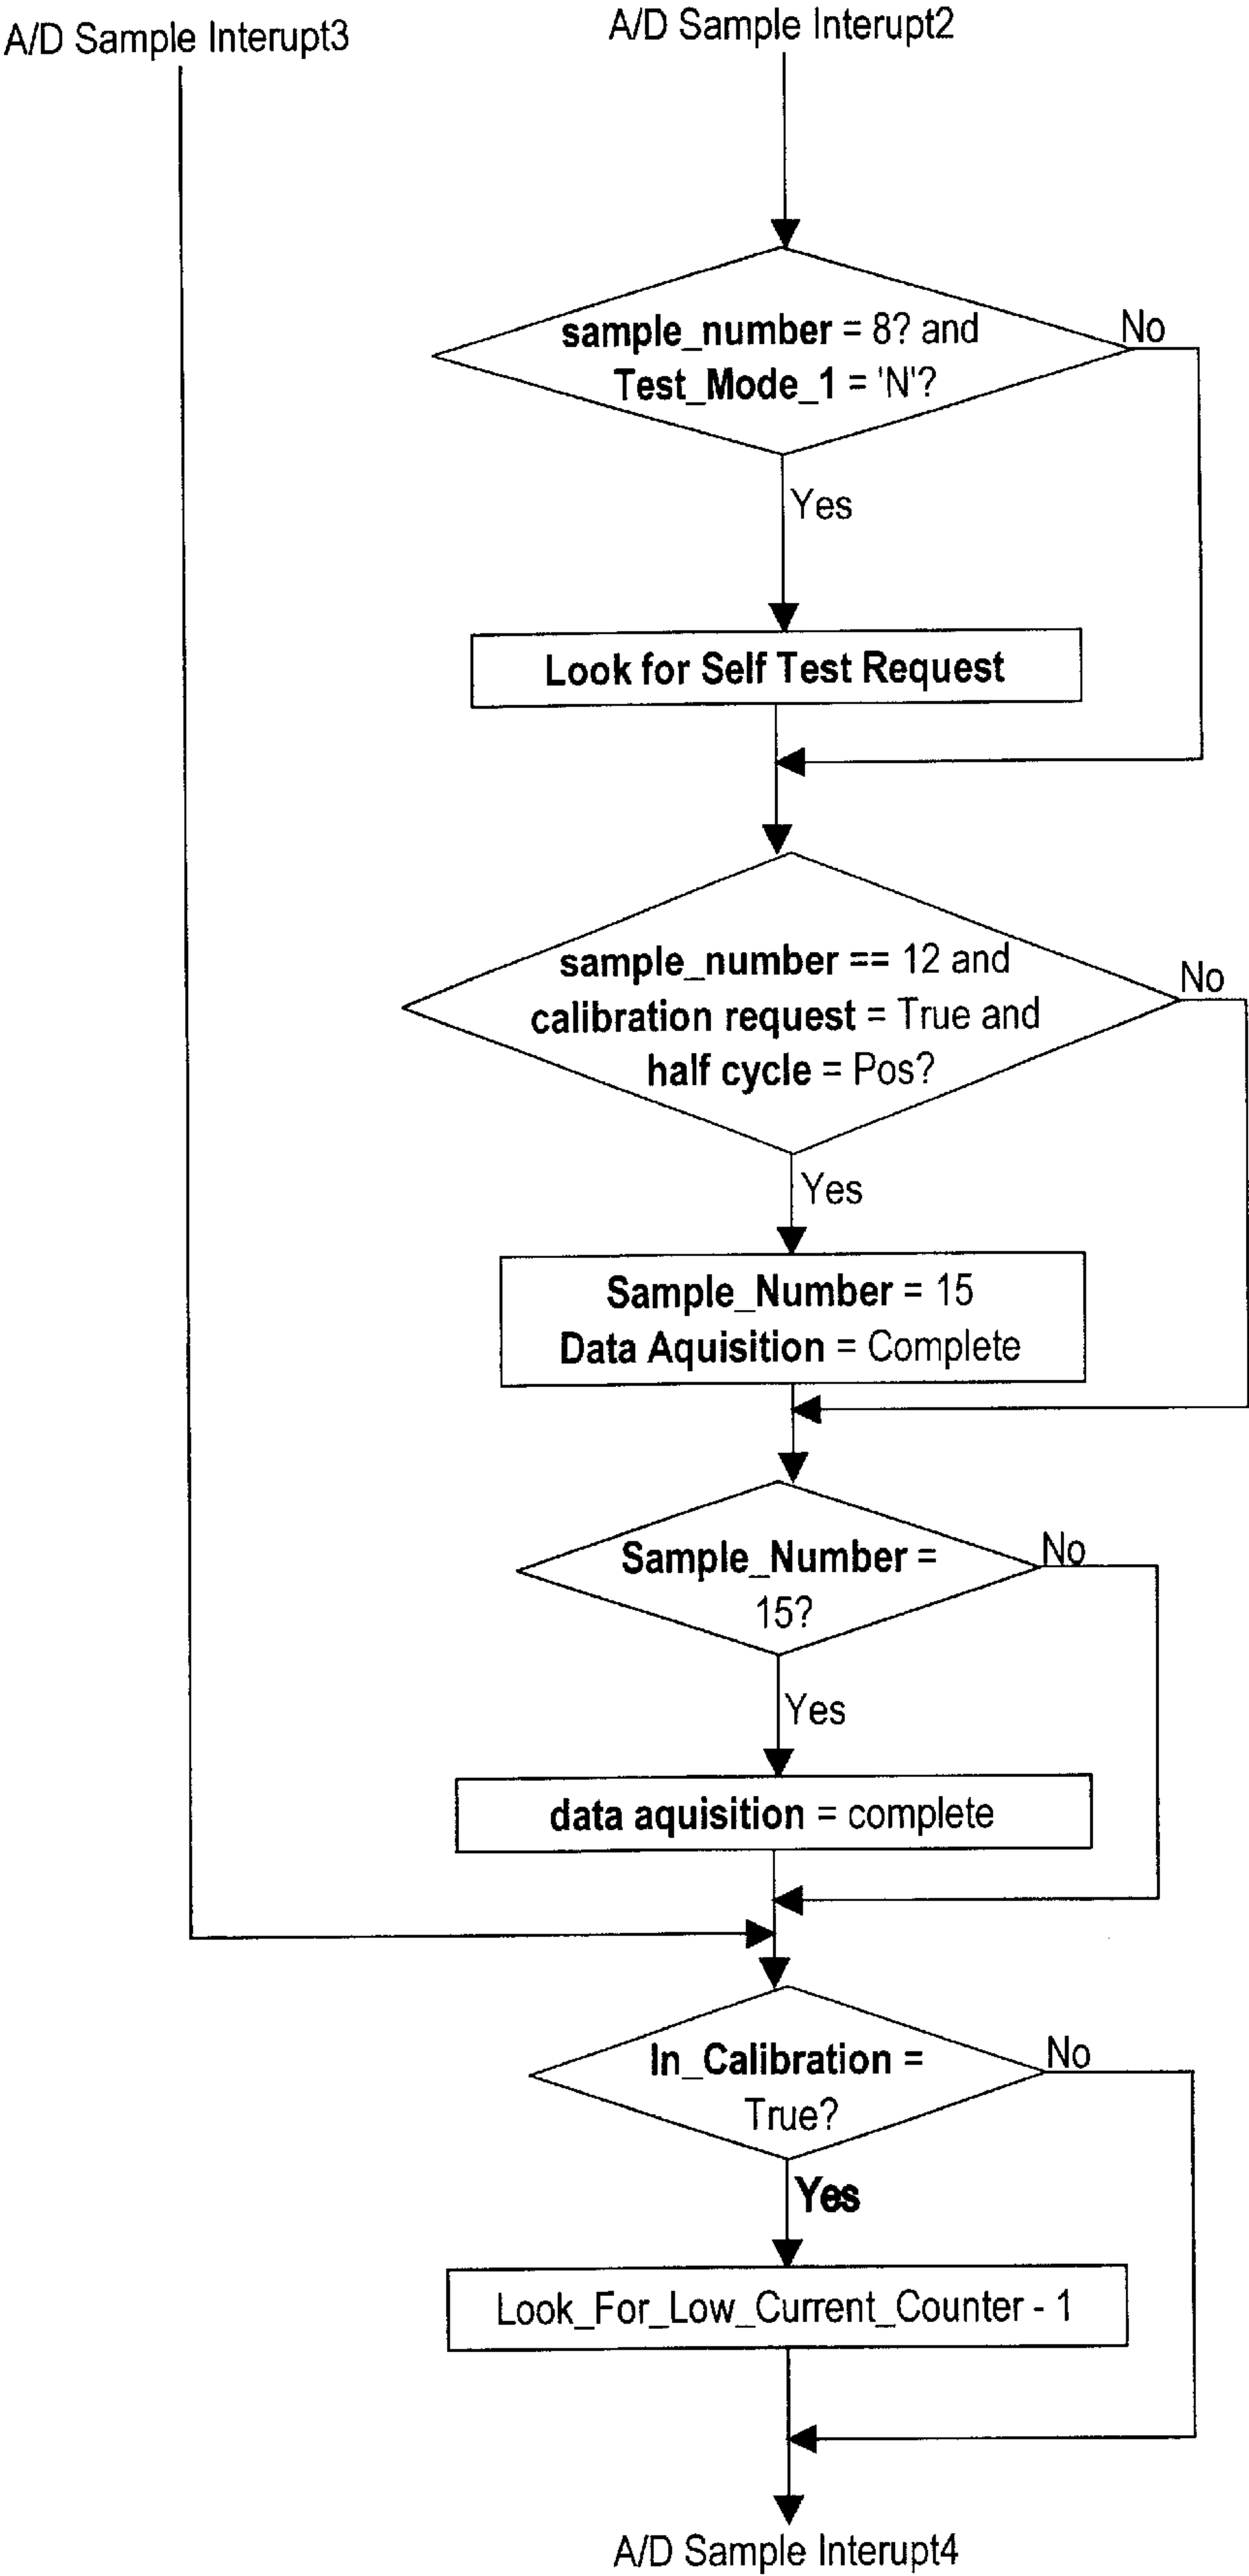 A/D Sample Interupt3
A/D Sample Interupt2
sample_number = 8? and
Test_Mode_1 = 'N'?
No
Yes
Look for Self Test Request
sample_number == 12 and
calibration request = True and
half cycle = Pos?
No
Yes
Sample_Number = 15
Data Aquisition = Complete
Sample_Number =
15?
No
Yes
data aquisition = complete
In_Calibration =
True?
No
Yes
Look_For_Low_Current_Counter - 1
A/D Sample Interupt4